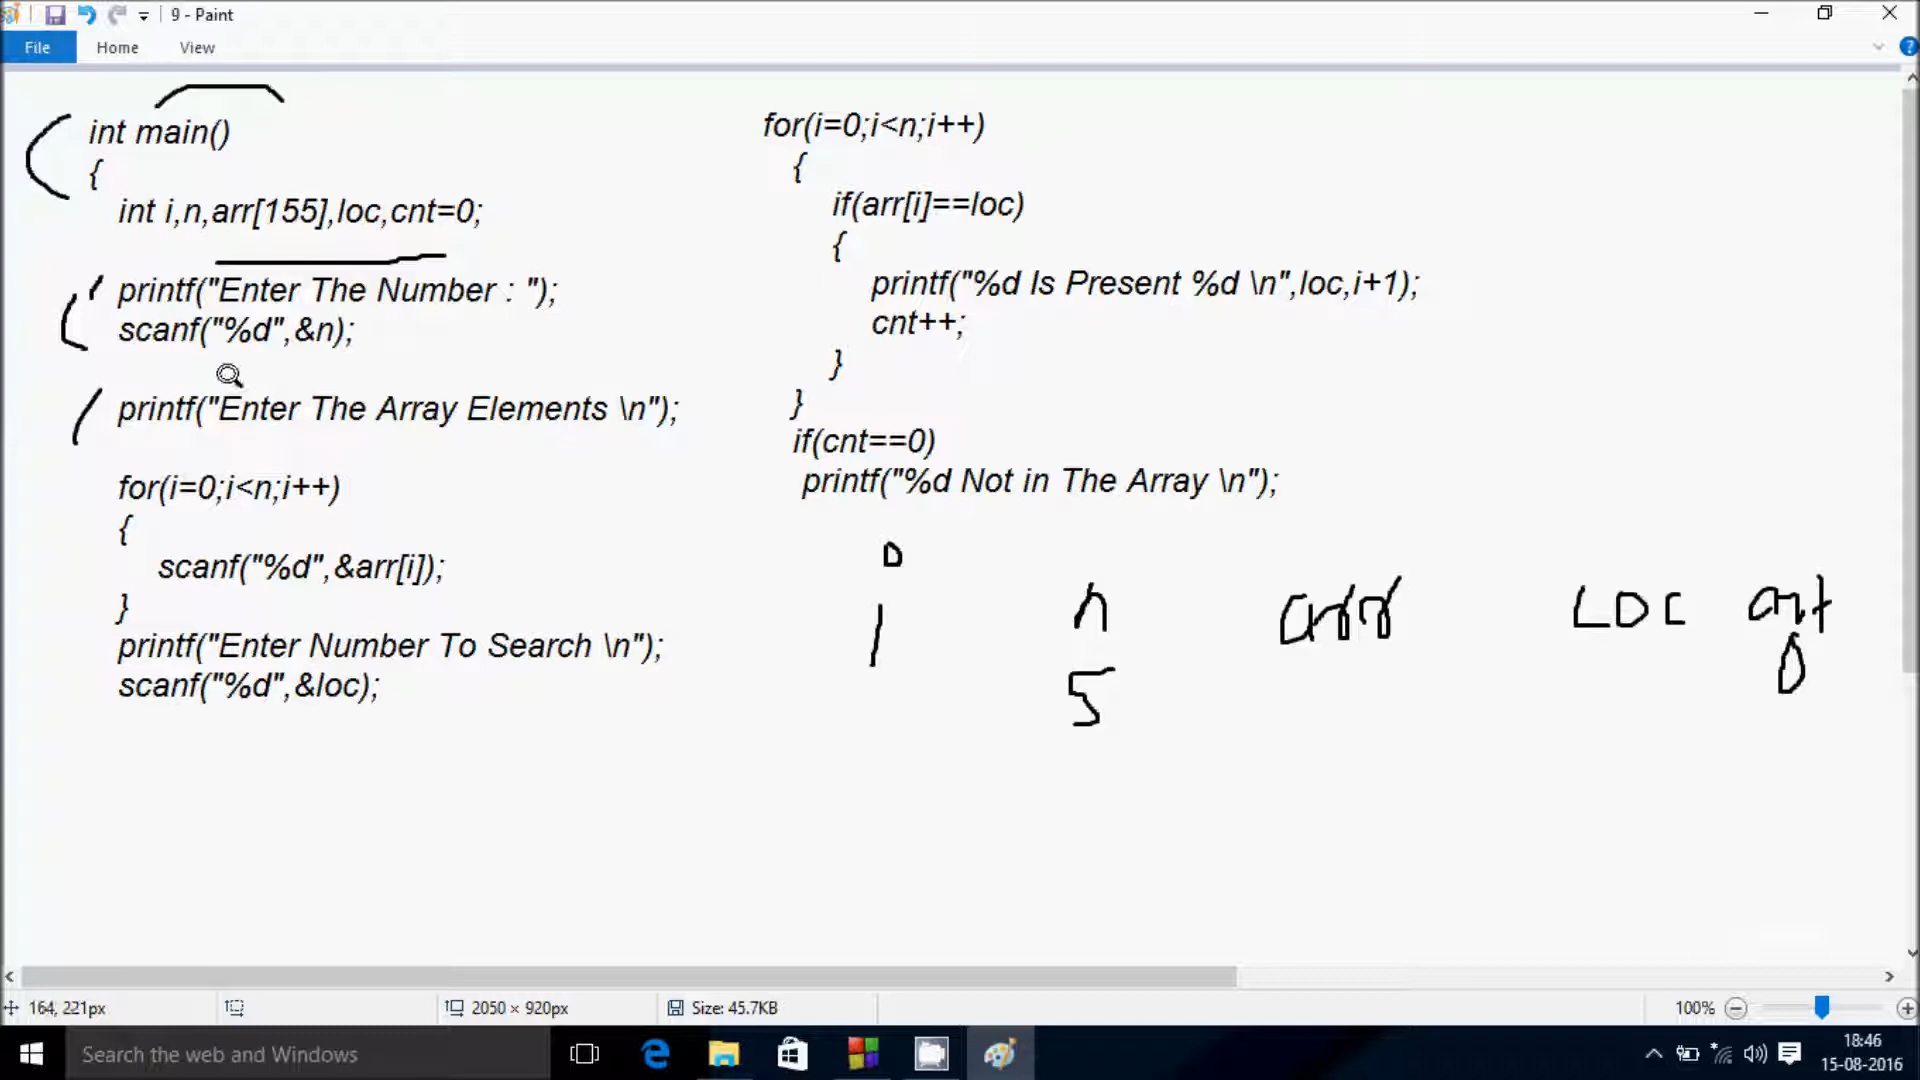 9 - Paint
File Home View
int main()
{
int i,n,arr[155],loc,cnt=0;
printf("Enter The Number : ");
scanf("%d",&n);
printf("Enter The Array Elements \n");
for(i=0;i<n;i++)
{
scanf("%d",&arr[i]);
}
printf("Enter Number To Search \n");
scanf("%d",&loc);
for(i=0;i<n;i++)
{
if(arr[i]==loc)
{
printf("%d Is Present %d \n",loc,i+1);
cnt++;
}
}
if(cnt==0)
printf("%d Not in The Array \n");
n arr LOC cnt
5 0
164, 221px 2050 × 920px Size: 45.7KB 100%
Search the web and Windows
18:46
15-08-2016